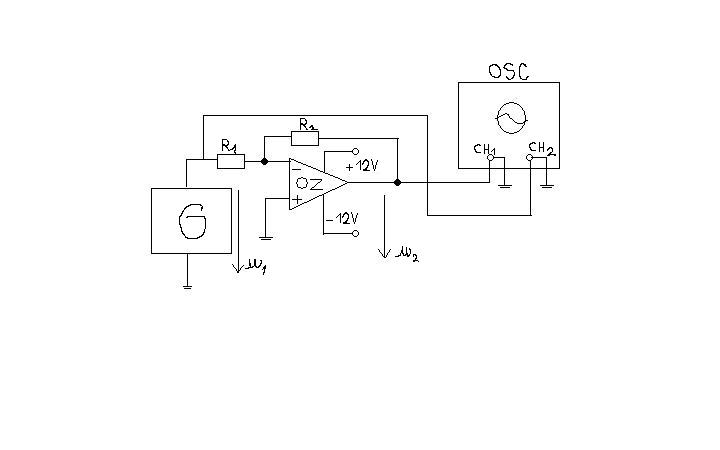 OSC
CH1
CH2
R1
R2
−
+12V
OZ
+
−12V
G
u1
u2